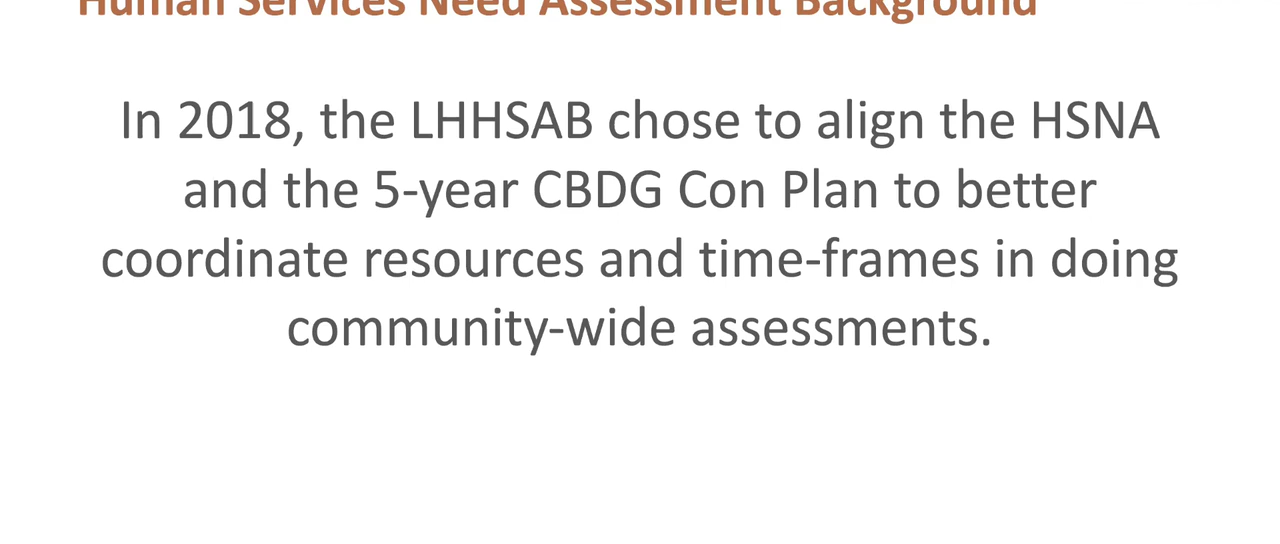 Human Services Need Assessment Background
In 2018, the LHHSAB chose to align the HSNA
and the 5-year CBDG Con Plan to better
coordinate resources and time-frames in doing
community-wide assessments.